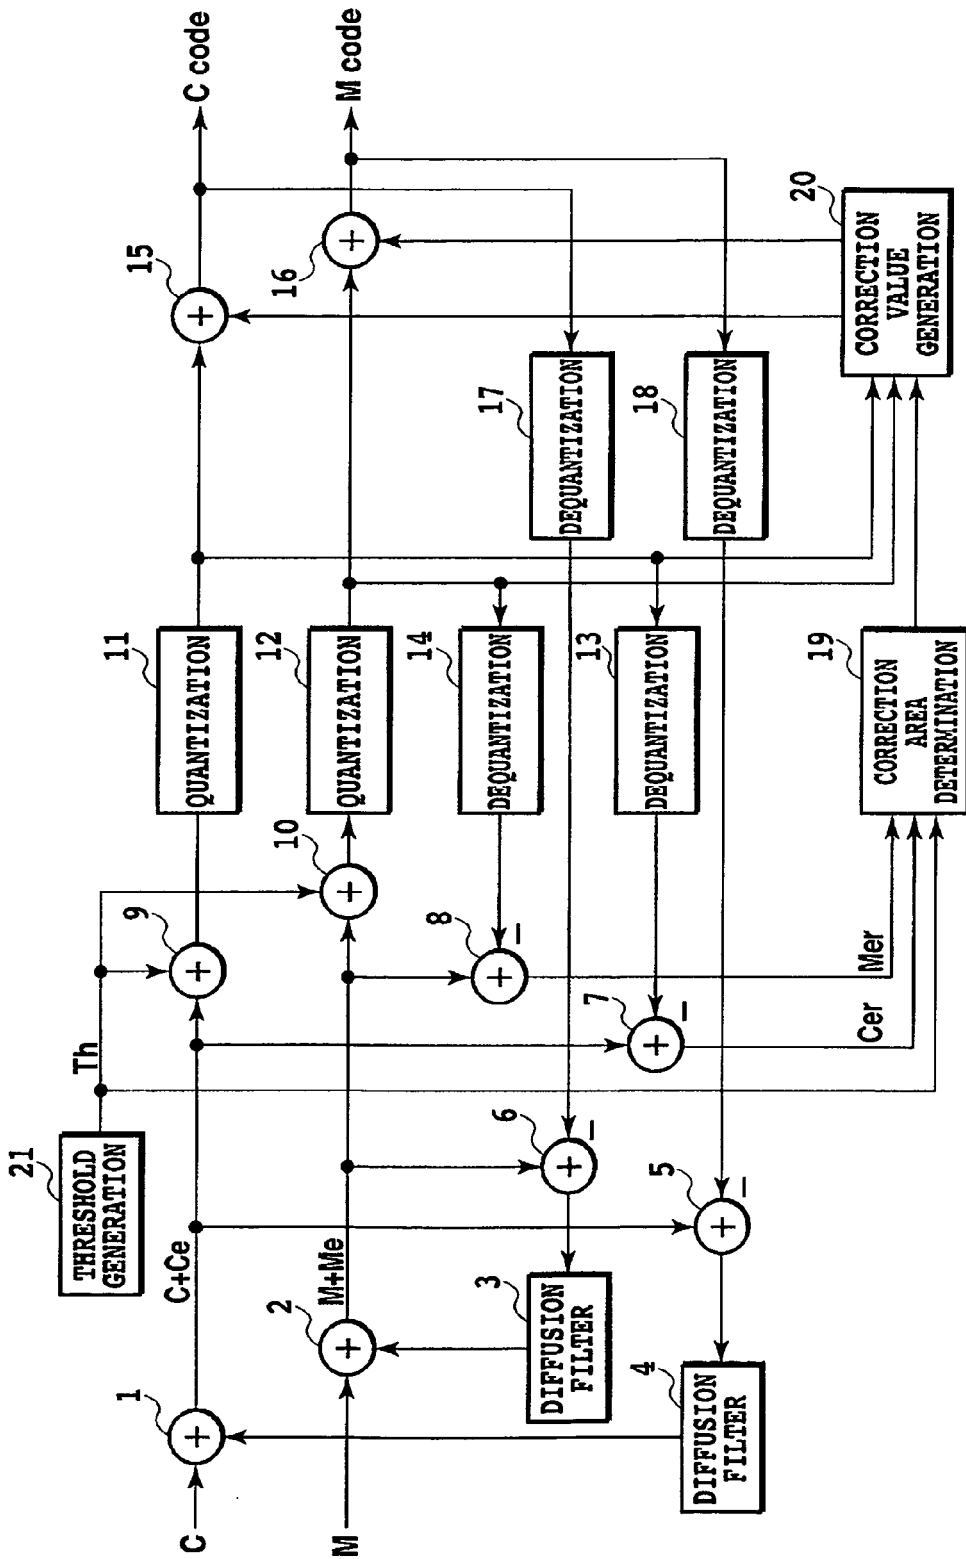 C
1
C+Ce
THRESHOLD
GENERATION
21
Th
9
QUANTIZATION
11
15
C code
M
2
M+Me
10
QUANTIZATION
12
16
M code
DIFFUSION
FILTER
3
6
−
8
−
DEQUANTIZATION
14
DEQUANTIZATION
17
DIFFUSION
FILTER
4
5
−
7
−
DEQUANTIZATION
13
DEQUANTIZATION
18
Mer
Cer
CORRECTION
AREA
DETERMINATION
19
CORRECTION
VALUE
GENERATION
20